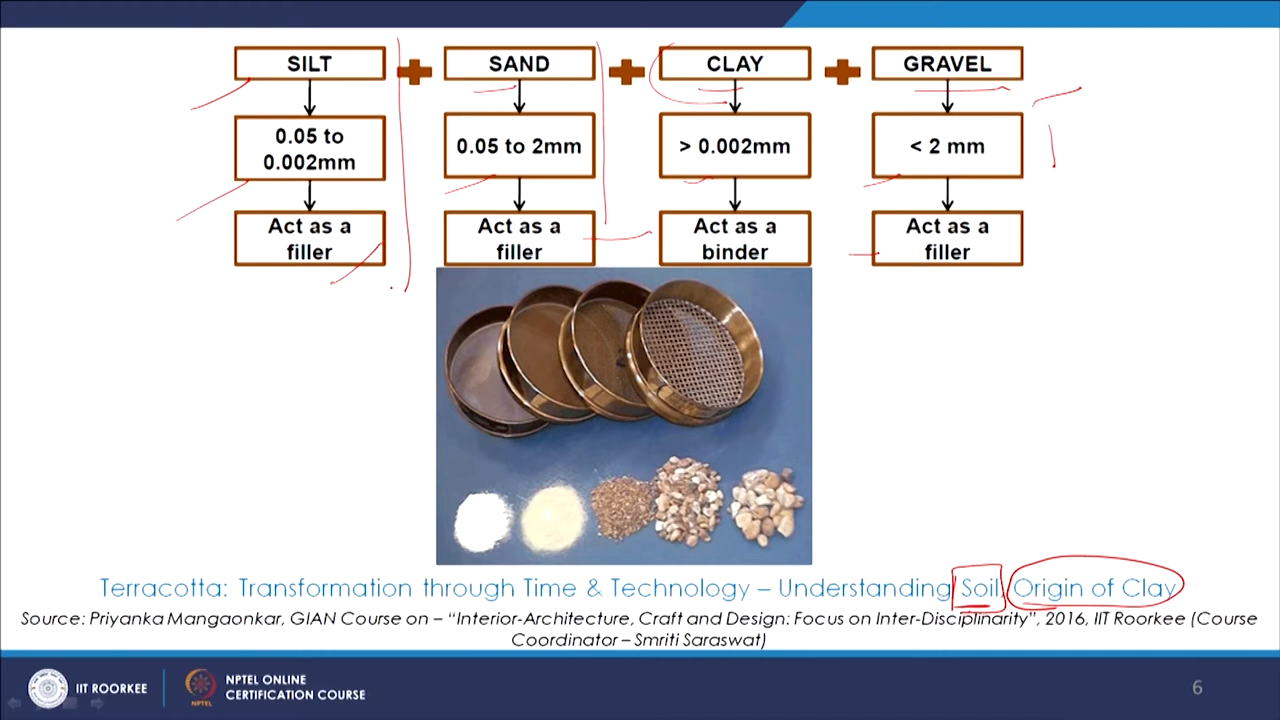 SILT
SAND
CLAY
GRAVEL
0.05 to
0.002mm
0.05 to 2mm
> 0.002mm
< 2 mm
Act as a
filler
Act as a
filler
Act as a
binder
Act as a
filler
Terracotta: Transformation through Time & Technology – Understanding Soil, Origin of Clay
Source: Priyanka Mangaonkar, GIAN Course on – “Interior-Architecture, Craft and Design: Focus on Inter-Disciplinarity”, 2016, IIT Roorkee (Course
Coordinator – Smriti Saraswat)
IIT ROORKEE
NPTEL
NPTEL ONLINE
CERTIFICATION COURSE
6